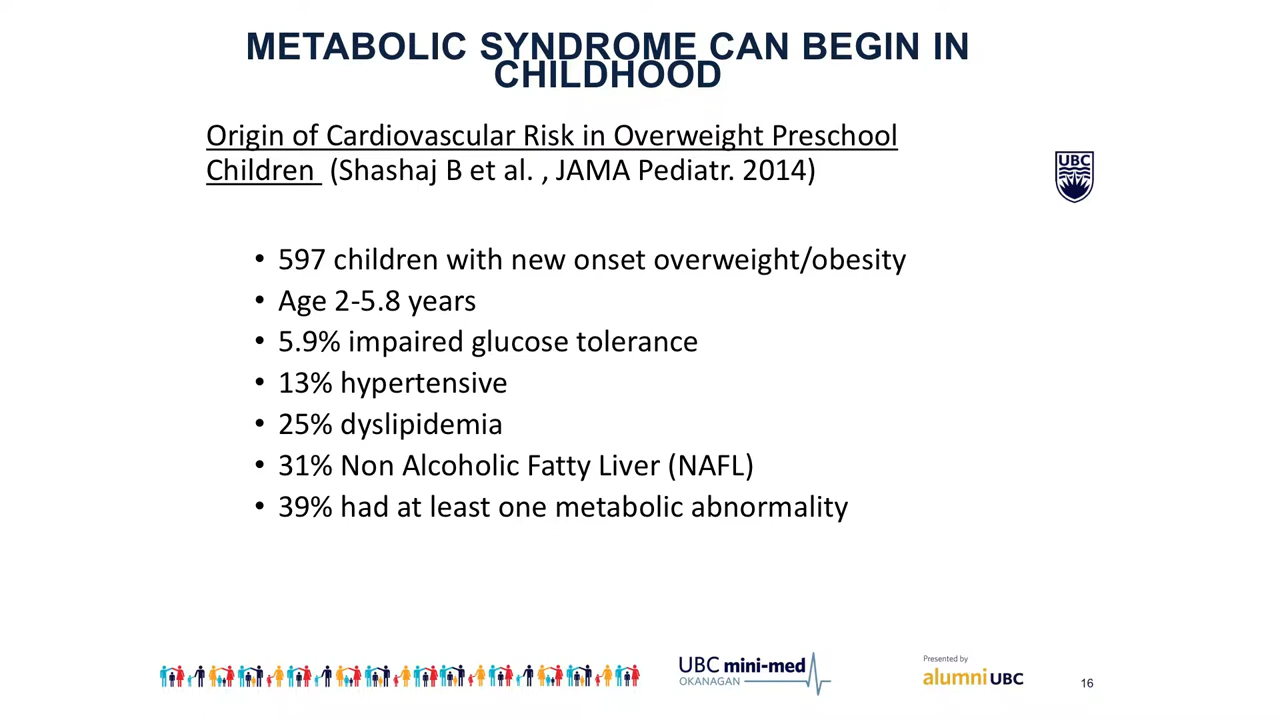 METABOLIC SYNDROME CAN BEGIN IN
CHILDHOOD
Origin of Cardiovascular Risk in Overweight Preschool
Children  (Shashaj B et al. , JAMA Pediatr. 2014)
UBC
• 597 children with new onset overweight/obesity
• Age 2-5.8 years
• 5.9% impaired glucose tolerance
• 13% hypertensive
• 25% dyslipidemia
• 31% Non Alcoholic Fatty Liver (NAFL)
• 39% had at least one metabolic abnormality
UBC mini-med
OKANAGAN
Presented by
alumni UBC
16